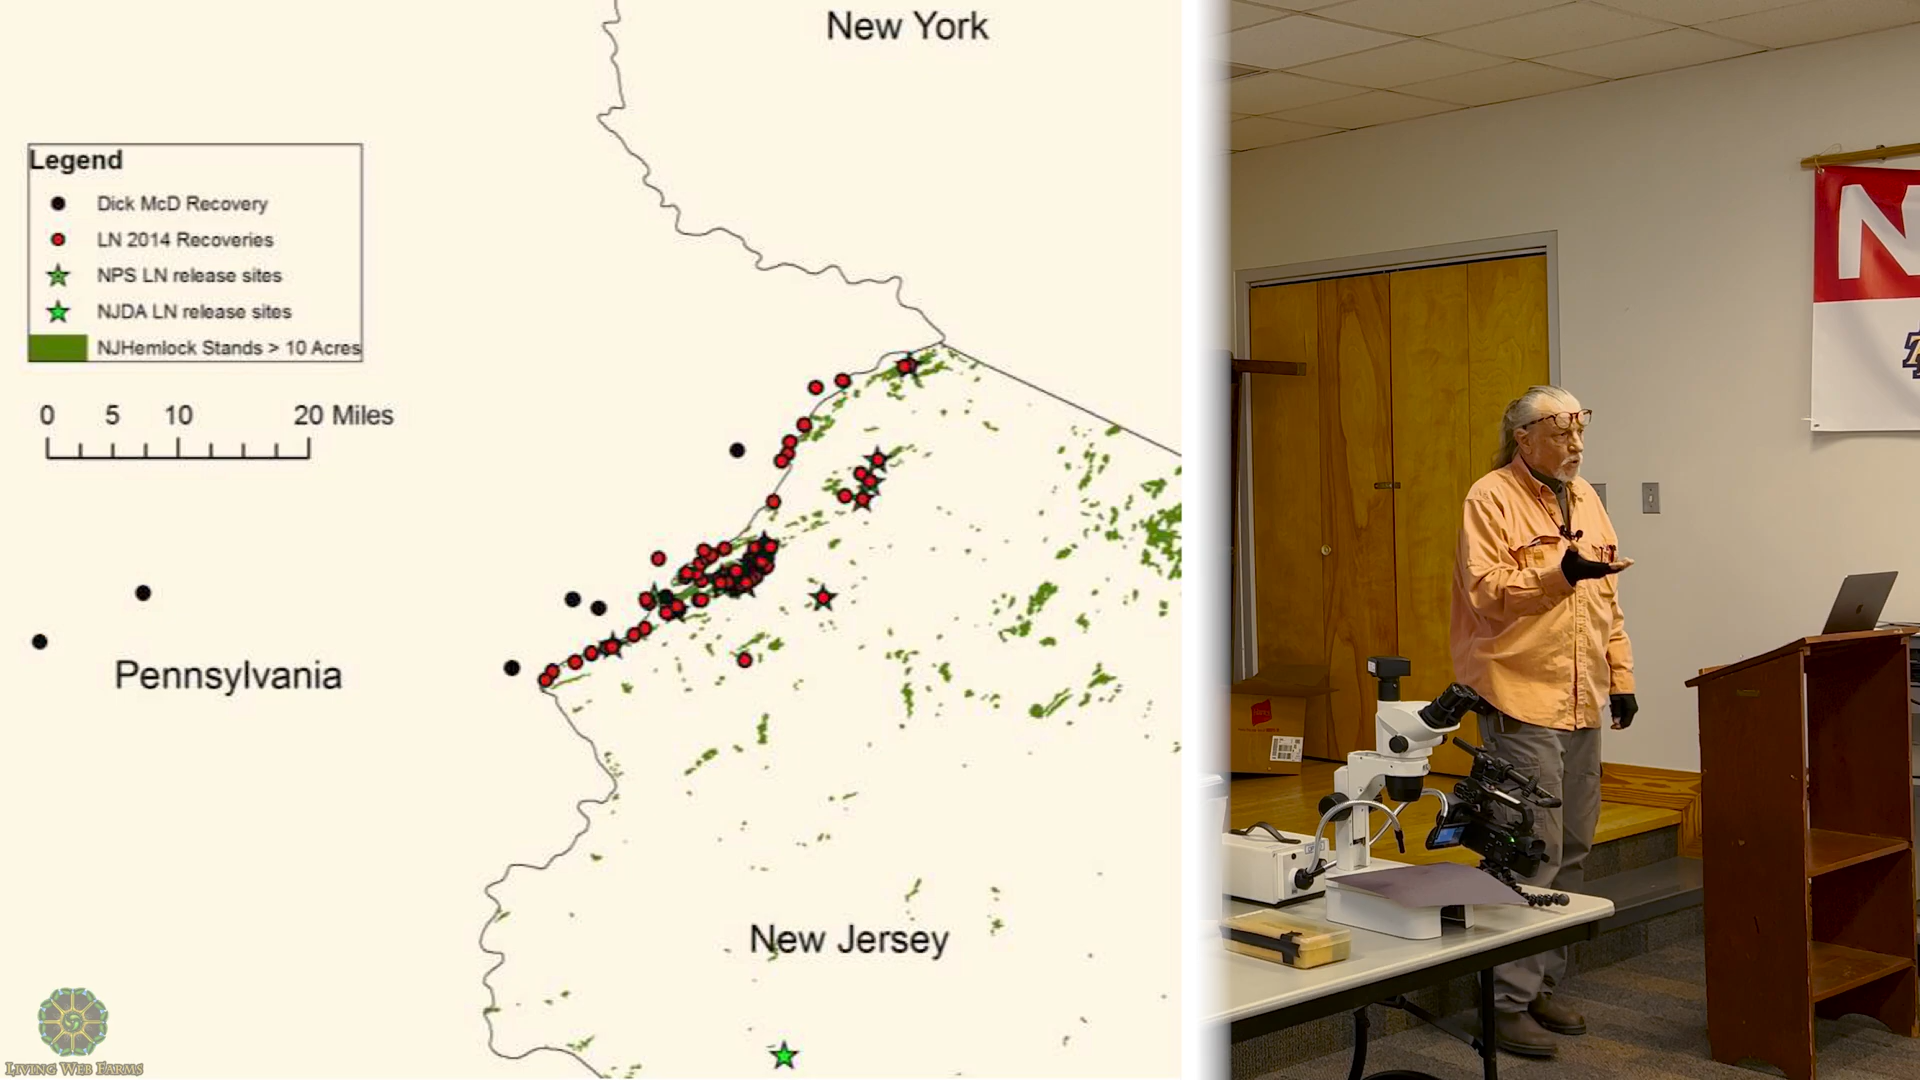 New York
Legend
Dick McD Recovery
LN 2014 Recoveries
NPS LN release sites
NJDA LN release sites
NJHemlock Stands > 10 Acres
0 5 10 20 Miles
Pennsylvania
New Jersey
LIVING WEB FARMS
N